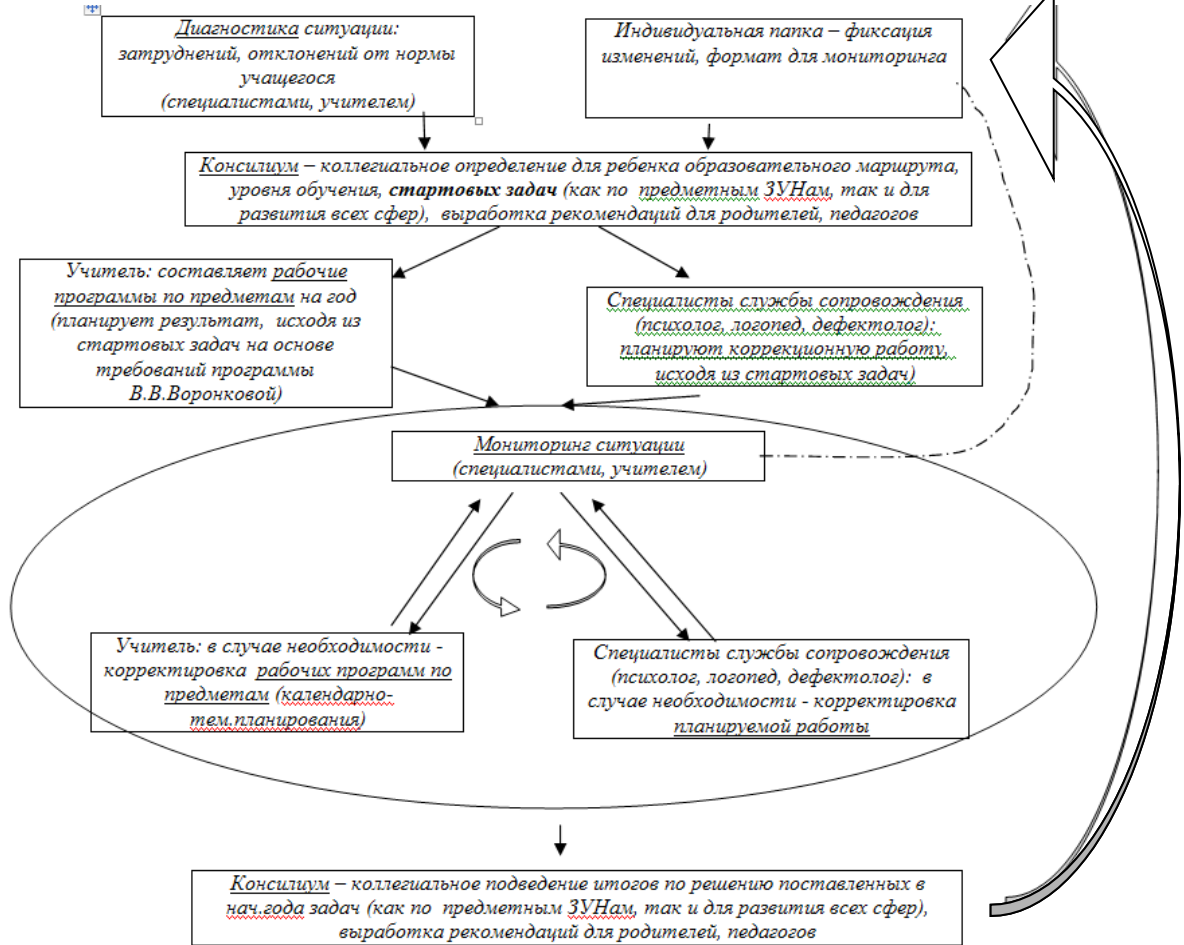 Диагностика ситуации:
затруднений, отклонений от нормы
учащегося
(специалистами, учителем)
Индивидуальная папка – фиксация
изменений, формат для мониторинга
Консилиум – коллегиальное определение для ребенка образовательного маршрута,
уровня обучения, стартовых задач (как по предметным ЗУНам, так и для
развития всех сфер), выработка рекомендаций для родителей, педагогов
Учитель: составляет рабочие
программы по предметам на год
(планирует результат, исходя из
стартовых задач на основе
требований программы
В.В.Воронковой)
Специалисты службы сопровождения
(психолог, логопед, дефектолог):
планируют коррекционную работу,
исходя из стартовых задач)
Мониторинг ситуации
(специалистами, учителем)
Учитель: в случае необходимости -
корректировка рабочих программ по
предметам (календарно-
тем.планирования)
Специалисты службы сопровождения
(психолог, логопед, дефектолог): в
случае необходимости - корректировка
планируемой работы
Консилиум – коллегиальное подведение итогов по решению поставленных в
нач.года задач (как по предметным ЗУНам, так и для развития всех сфер),
выработка рекомендаций для родителей, педагогов